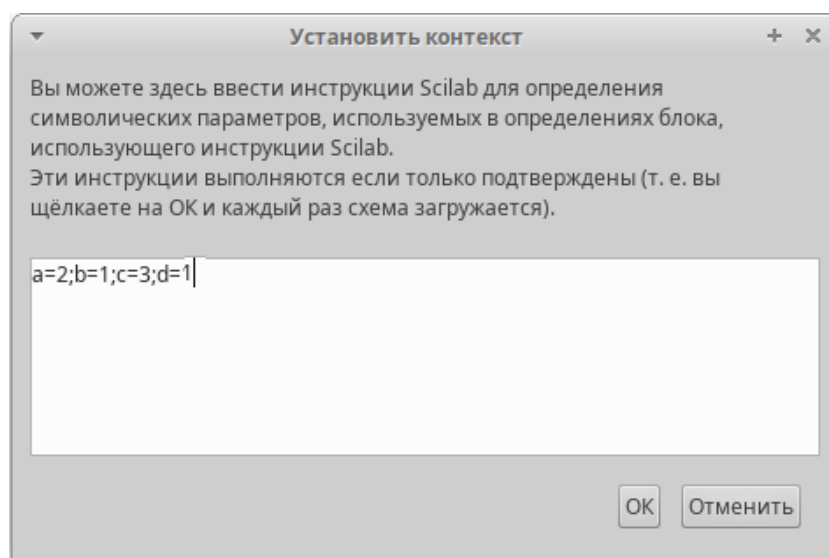 Установить контекст
Вы можете здесь ввести инструкции Scilab для определения
символических параметров, используемых в определениях блока,
использующего инструкции Scilab.
Эти инструкции выполняются если только подтверждены (т. е. вы
щёлкаете на ОК и каждый раз схема загружается).
a=2;b=1;c=3;d=1
ОК
Отменить